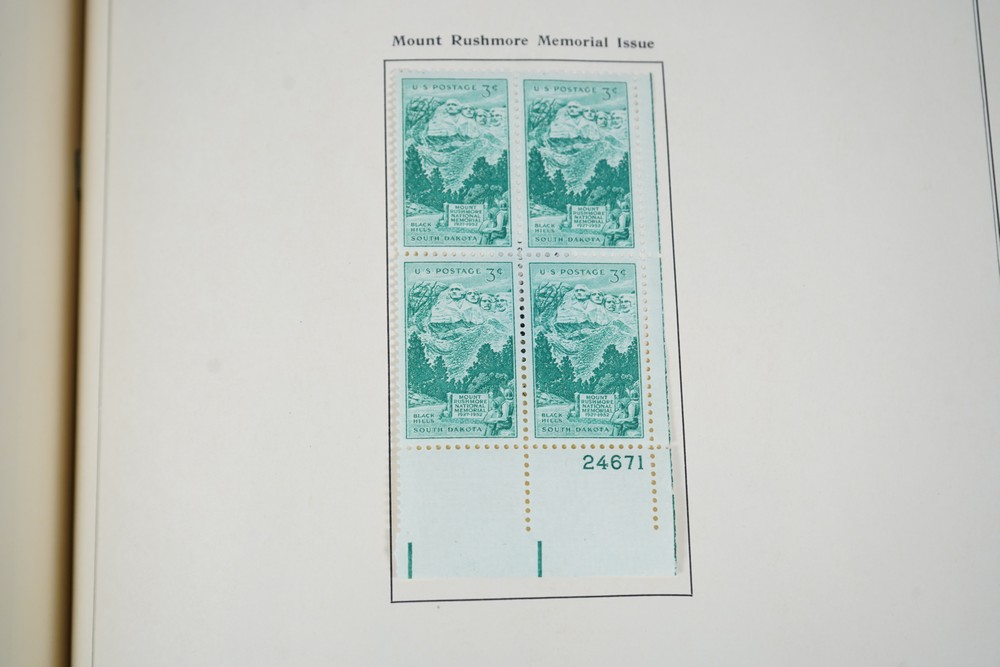 Mount Rushmore Memorial Issue
U S POSTAGE 3¢
MOUNT
RUSHMORE
NATIONAL
MEMORIAL
1927-1952
BLACK
HILLS
SOUTH DAKOTA
U S POSTAGE 3¢
MOUNT
RUSHMORE
NATIONAL
MEMORIAL
1927-1952
BLACK
HILLS
SOUTH DAKOTA
U S POSTAGE 3¢
MOUNT
RUSHMORE
NATIONAL
MEMORIAL
1927-1952
BLACK
HILLS
SOUTH DAKOTA
U S POSTAGE 3¢
MOUNT
RUSHMORE
NATIONAL
MEMORIAL
1927-1952
BLACK
HILLS
SOUTH DAKOTA
24671